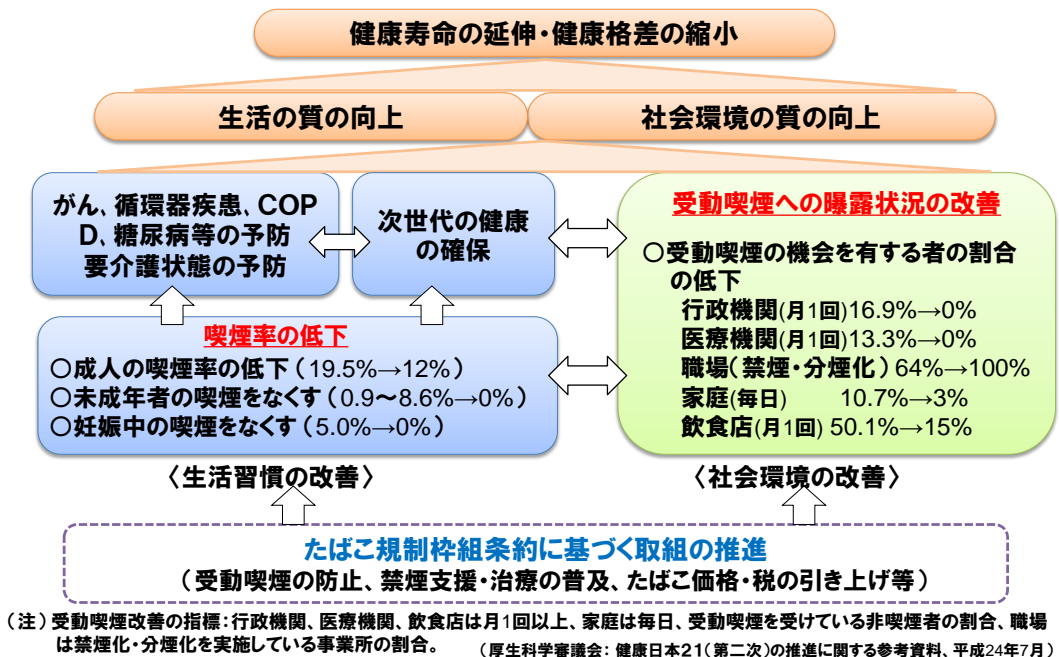 健康寿命の延伸・健康格差の縮小
生活の質の向上
社会環境の質の向上
がん、循環器疾患、COP
D、糖尿病等の予防
要介護状態の予防
次世代の健康
の確保
受動喫煙への曝露状況の改善
○受動喫煙の機会を有する者の割合
の低下
行政機関(月1回)16.9%→0%
医療機関(月1回)13.3%→0%
職場(禁煙・分煙化)64%→100%
家庭(毎日) 10.7%→3%
飲食店(月1回) 50.1%→15%
喫煙率の低下
○成人の喫煙率の低下(19.5%→12%)
○未成年者の喫煙をなくす(0.9~8.6%→0%)
○妊娠中の喫煙をなくす(5.0%→0%)
〈生活習慣の改善〉
〈社会環境の改善〉
たばこ規制枠組条約に基づく取組の推進
(受動喫煙の防止、禁煙支援・治療の普及、たばこ価格・税の引き上げ等)
(注)受動喫煙改善の指標:行政機関、医療機関、飲食店は月1回以上、家庭は毎日、受動喫煙を受けている非喫煙者の割合、職場
は禁煙化・分煙化を実施している事業所の割合。
(厚生科学審議会: 健康日本21(第二次)の推進に関する参考資料、平成24年7月)